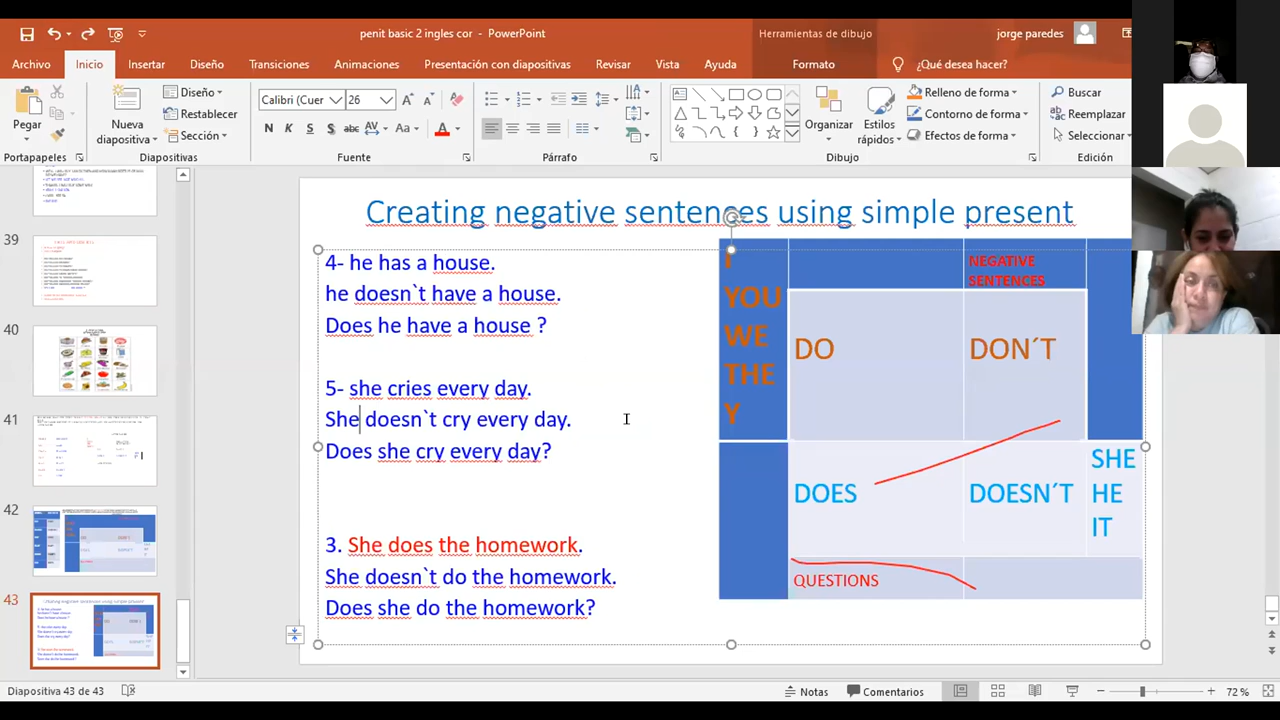 penit basic 2 ingles cor - PowerPoint
Herramientas de dibujo
jorge paredes
Archivo Inicio Insertar Diseño Transiciones Animaciones Presentación con diapositivas Revisar Vista Ayuda Formato ¿Qué desea hacer?
Pegar
Nueva diapositiva
Diseño
Restablecer
Sección
Calibri (Cuer 26
N K S abc AV Aa A
Organizar
Estilos rápidos
Relleno de forma
Contorno de forma
Efectos de forma
Buscar
Reemplazar
Seleccionar
Portapapeles Diapositivas Fuente Párrafo Dibujo Edición
39
40
41
42
43
Creating negative sentences using simple present
4- he has a house.
he doesn`t have a house.
Does he have a house ?
5- she cries every day.
She doesn`t cry every day.
Does she cry every day?
3. She does the homework.
She doesn`t do the homework.
Does she do the homework?
I
YOU
WE
THE
Y
NEGATIVE
SENTENCES
DO
DON´T
DOES
DOESN´T
SHE
HE
IT
QUESTIONS
Diapositiva 43 de 43
Notas
Comentarios
72 %